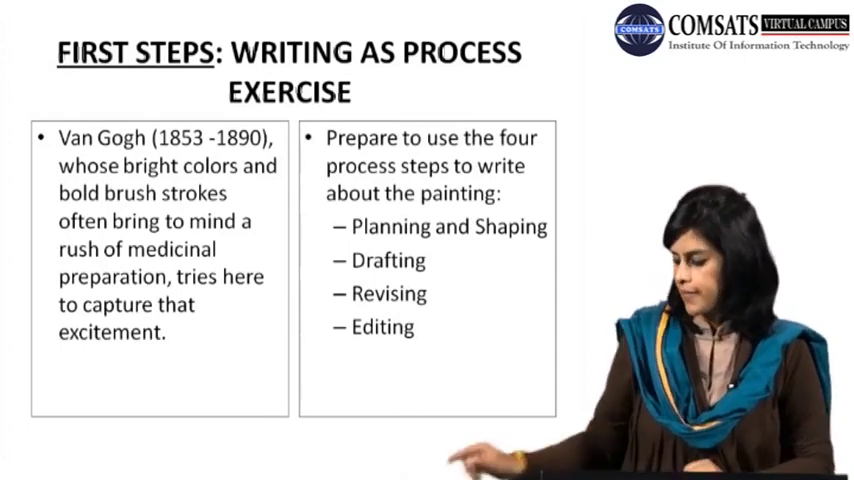 COMSATS VIRTUAL CAMPUS
Institute Of Information Technology
COMSATS
FIRST STEPS: WRITING AS PROCESS
EXERCISE
• Van Gogh (1853 -1890),
whose bright colors and
bold brush strokes
often bring to mind a
rush of medicinal
preparation, tries here
to capture that
excitement.
• Prepare to use the four
process steps to write
about the painting:
– Planning and Shaping
– Drafting
– Revising
– Editing